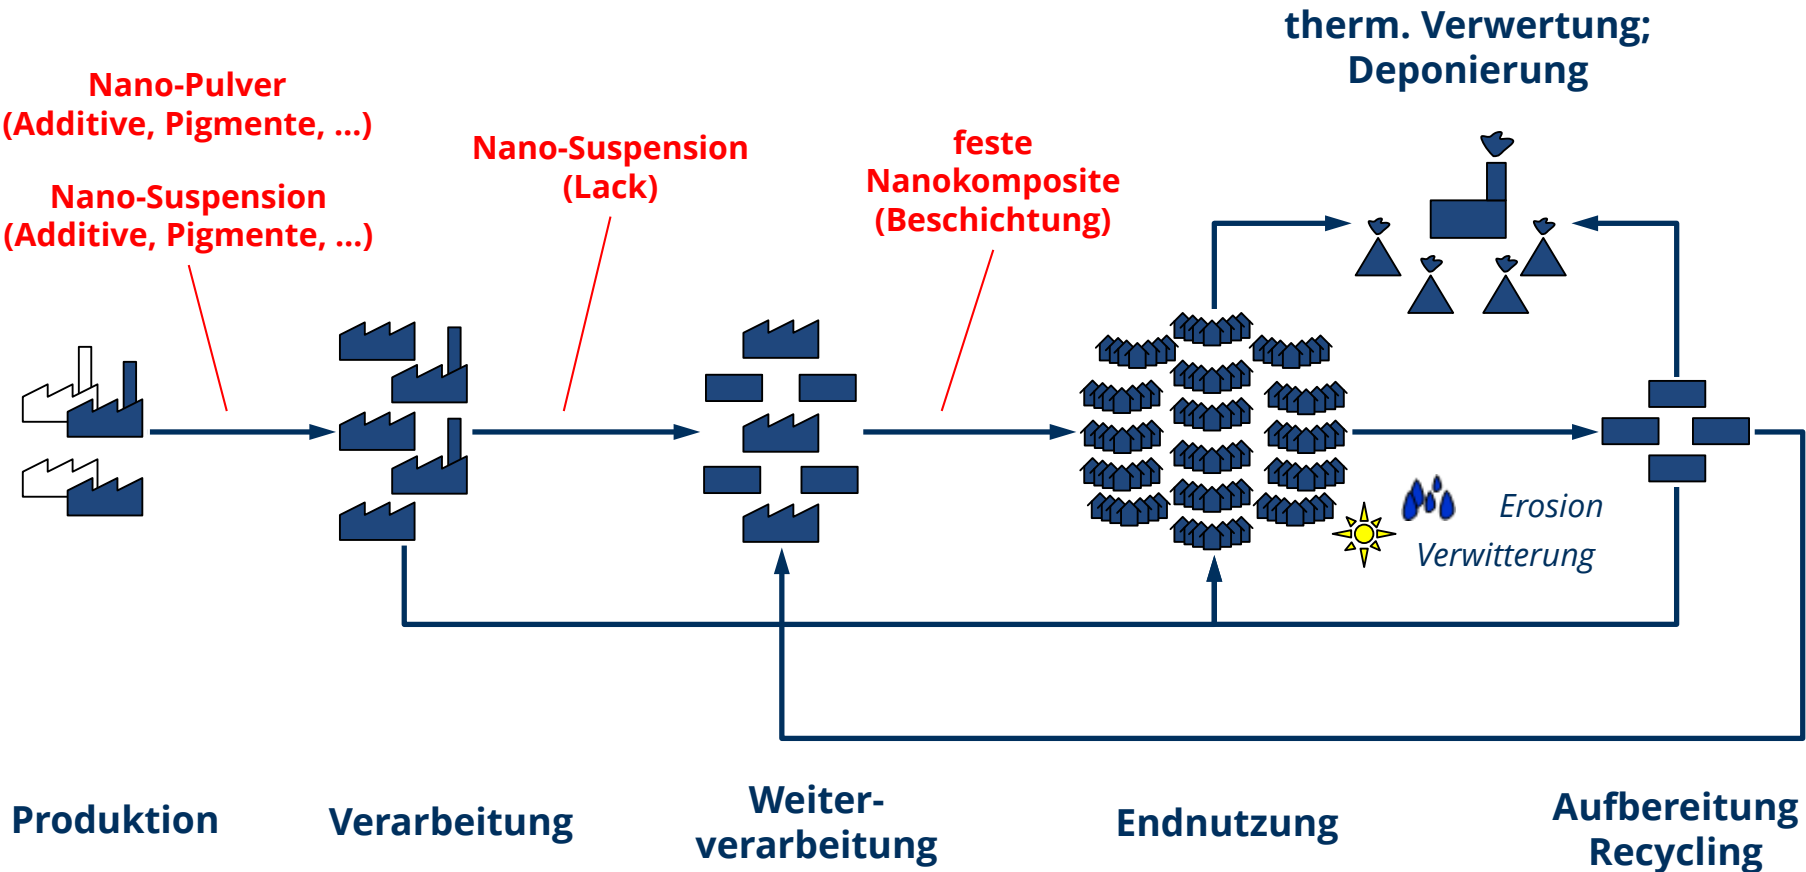 therm. Verwertung;
Deponierung
Nano-Pulver
(Additive, Pigmente, ...)
Nano-Suspension
(Additive, Pigmente, ...)
Nano-Suspension
(Lack)
feste
Nanokomposite
(Beschichtung)
Erosion
Verwitterung
Produktion
Verarbeitung
Weiter-
verarbeitung
Endnutzung
Aufbereitung
Recycling